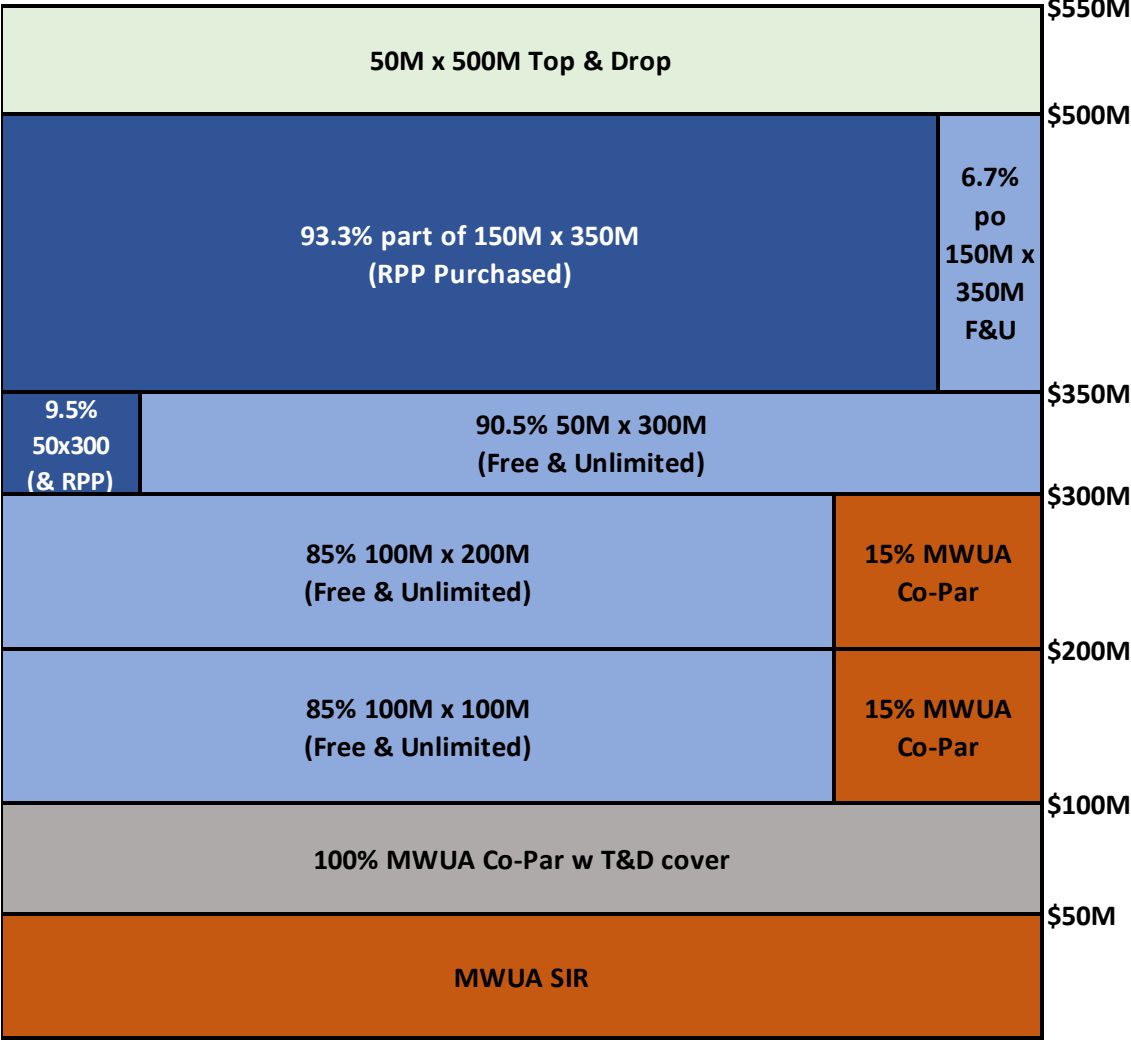 $550M
50M x 500M Top & Drop
$500M
93.3% part of 150M x 350M
(RPP Purchased)
6.7%
po
150M x
350M
F&U
$350M
9.5%
50x300
(& RPP)
90.5% 50M x 300M
(Free & Unlimited)
$300M
85% 100M x 200M
(Free & Unlimited)
15% MWUA
Co-Par
$200M
85% 100M x 100M
(Free & Unlimited)
15% MWUA
Co-Par
$100M
100% MWUA Co-Par w T&D cover
$50M
MWUA SIR